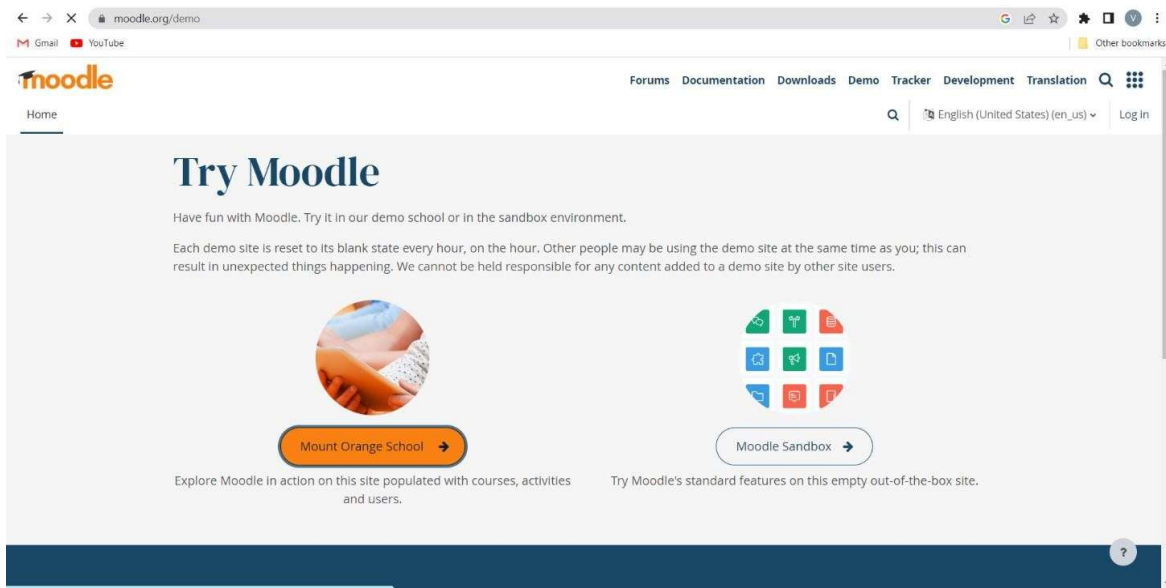 moodle.org/demo
G
V
Gmail YouTube
Other bookmarks
moodle
Forums Documentation Downloads Demo Tracker Development Translation
Home
English (United States) (en_us)
Log in
Try Moodle
Have fun with Moodle. Try it in our demo school or in the sandbox environment.
Each demo site is reset to its blank state every hour, on the hour. Other people may be using the demo site at the same time as you; this can
result in unexpected things happening. We cannot be held responsible for any content added to a demo site by other site users.
Mount Orange School
Moodle Sandbox
Explore Moodle in action on this site populated with courses, activities
and users.
Try Moodle's standard features on this empty out-of-the-box site.
?